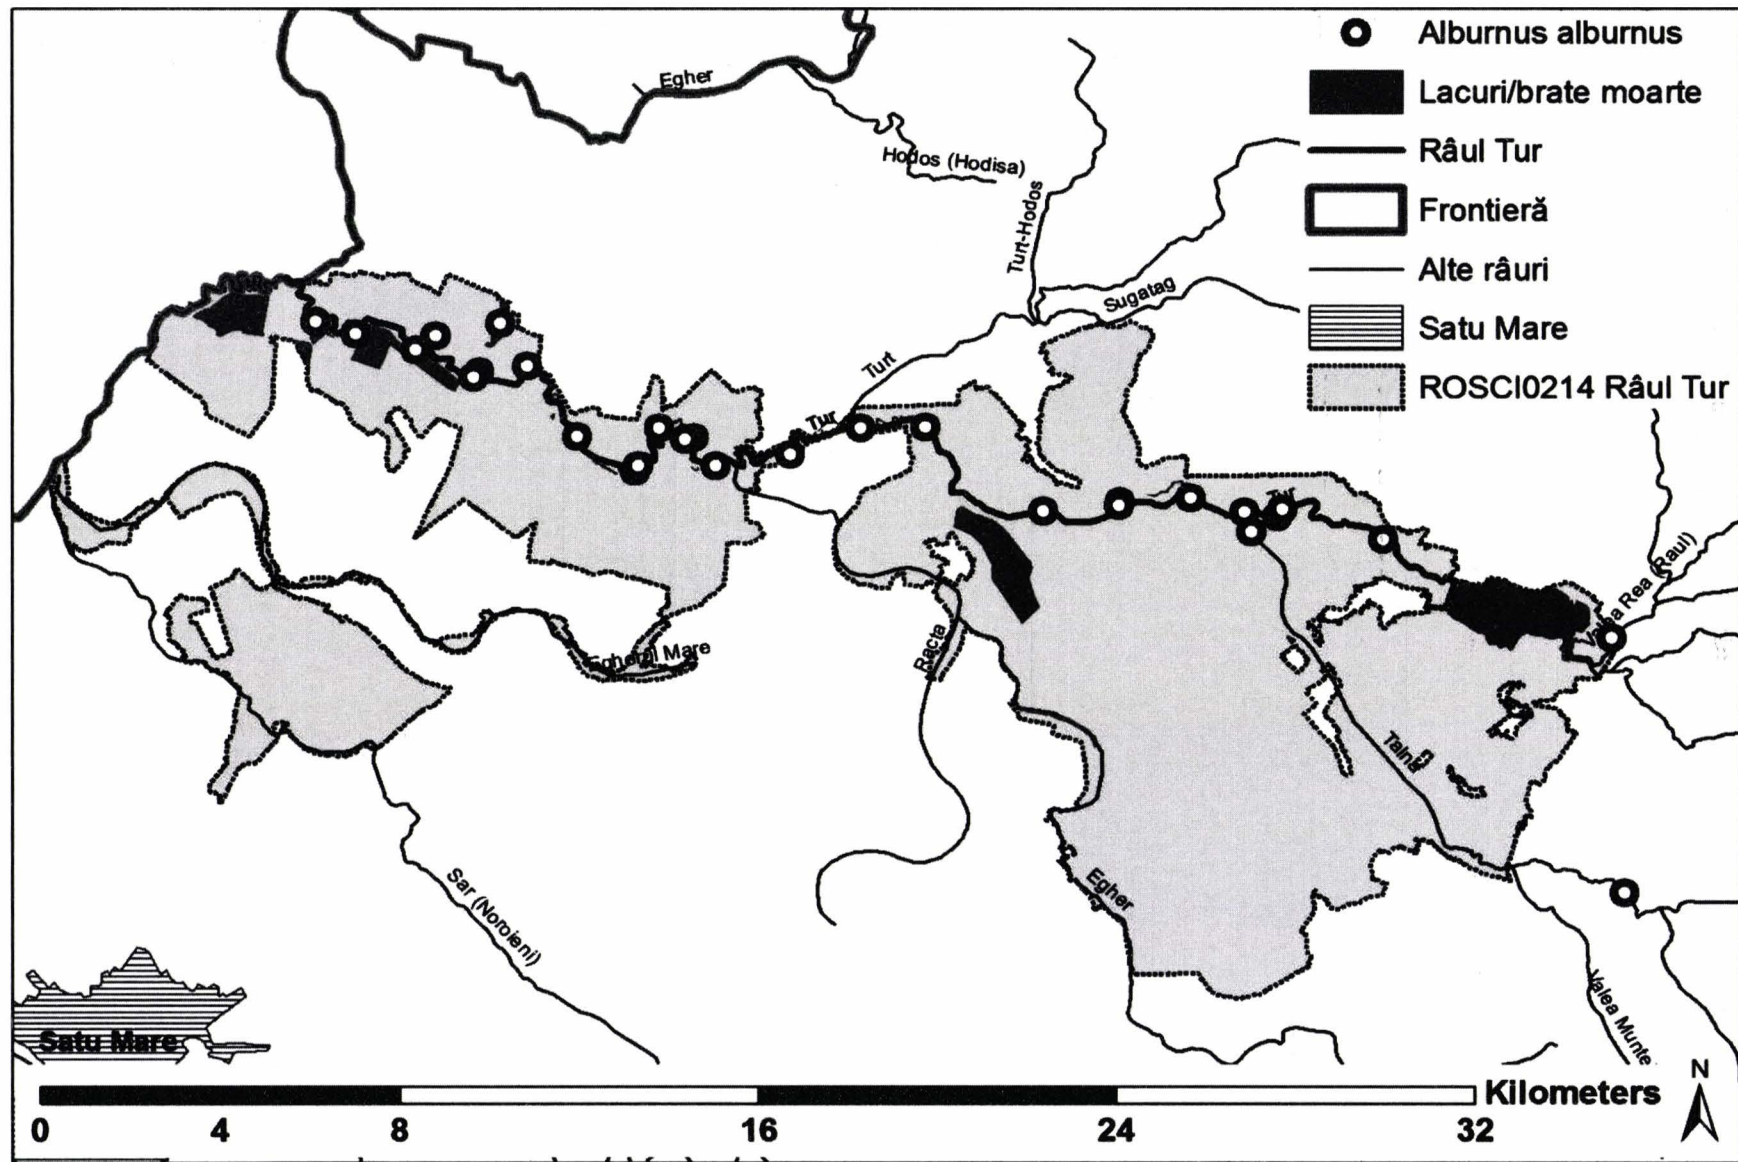 Alburnus alburnus
Lacuri/brate moarte
Râul Tur
Frontieră
Alte râuri
Satu Mare
ROSCI0214 Râul Tur
Egher
Hodos (Hodisa)
Turt-Hodos
Sugatag
Turt
Tur
Tur
Valea Rea (Raul)
Egherul Mare
Racta
Talna
Egher
Sar (Noroieni)
Valea Munte
Satu Mare
N
Kilometers
0 4 8 16 24 32